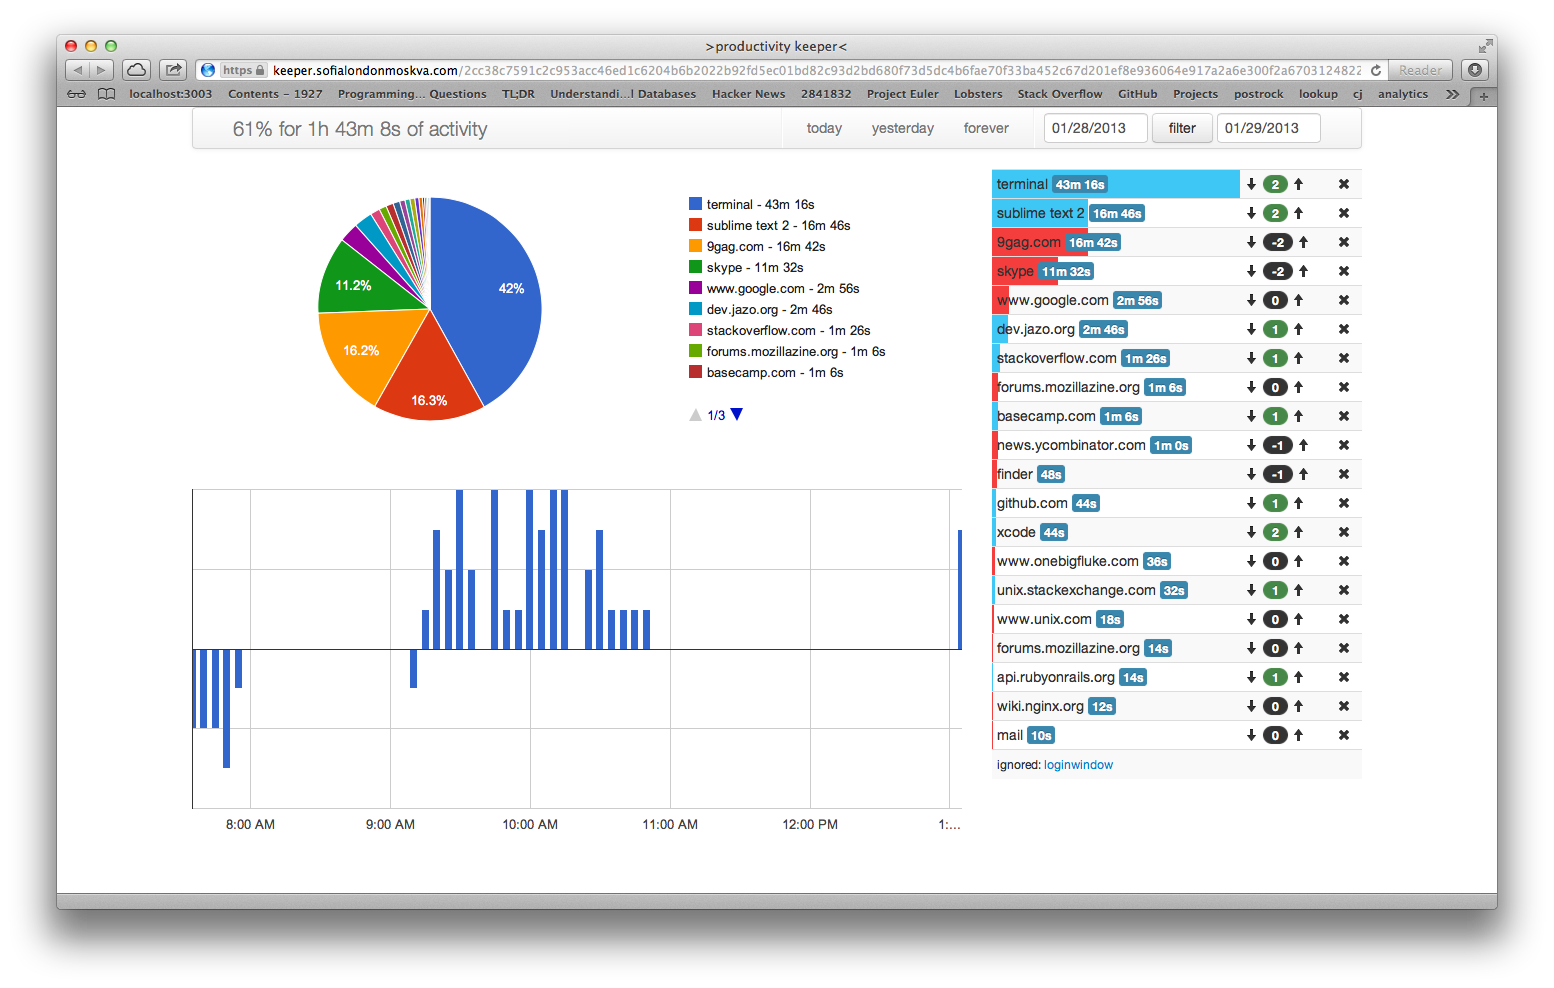 >productivity keeper<
https keeper.sofialondonmoskva.com/2cc38c7591c2c953acc46ed1c6204b6b2022b92fd5ec01bd82c93d2bd680f73d5dc4b6fae70f33ba452c67d201ef8e936064e917a2a6e300f2a6703124822 Reader
localhost:3003 Contents – 1927 Programming... Questions TL;DR Understandi...l Databases Hacker News 2841832 Project Euler Lobsters Stack Overflow GitHub Projects postrock lookup cj analytics
61% for 1h 43m 8s of activity today yesterday forever 01/28/2013 filter 01/29/2013
42%
16.3%
16.2%
11.2%
terminal - 43m 16s
sublime text 2 - 16m 46s
9gag.com - 16m 42s
skype - 11m 32s
www.google.com - 2m 56s
dev.jazo.org - 2m 46s
stackoverflow.com - 1m 26s
forums.mozillazine.org - 1m 6s
basecamp.com - 1m 6s
1/3
8:00 AM 9:00 AM 10:00 AM 11:00 AM 12:00 PM 1:...
terminal 43m 16s 2
sublime text 2 16m 46s 2
9gag.com 16m 42s -2
skype 11m 32s -2
www.google.com 2m 56s 0
dev.jazo.org 2m 46s 1
stackoverflow.com 1m 26s 1
forums.mozillazine.org 1m 6s 0
basecamp.com 1m 6s 1
news.ycombinator.com 1m 0s -1
finder 48s -1
github.com 44s 1
xcode 44s 2
www.onebigfluke.com 36s 0
unix.stackexchange.com 32s 1
www.unix.com 18s 0
forums.mozillazine.org 14s 0
api.rubyonrails.org 14s 1
wiki.nginx.org 12s 0
mail 10s 0
ignored: loginwindow